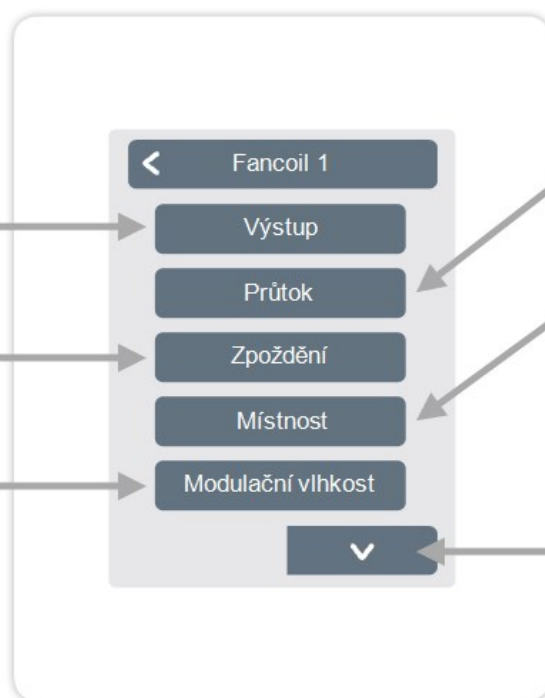 Fancoil 1
Výstup
Průtok
Zpoždění
Místnost
Modulační vlhkost